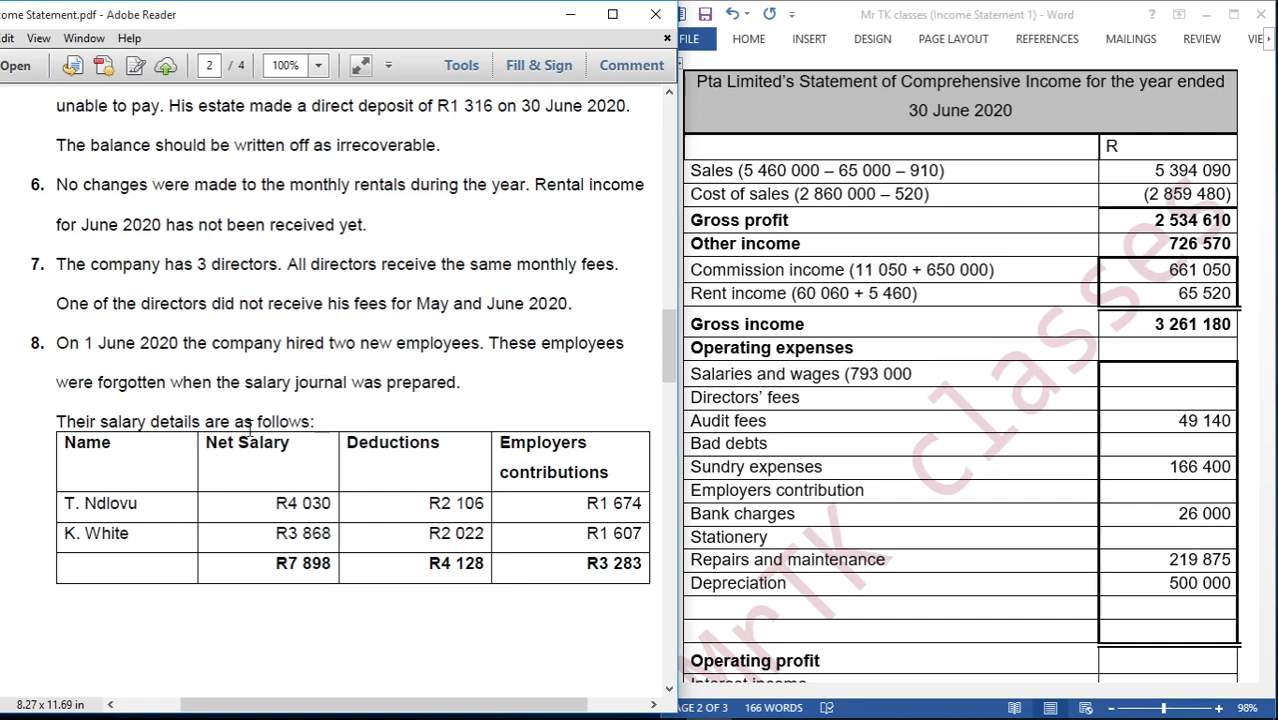 ome Statement.pdf - Adobe Reader
dit View Window Help
Open 2 / 4 100% Tools Fill & Sign Comment
unable to pay. His estate made a direct deposit of R1 316 on 30 June 2020.
The balance should be written off as irrecoverable.
6. No changes were made to the monthly rentals during the year. Rental income
for June 2020 has not been received yet.
7. The company has 3 directors. All directors receive the same monthly fees.
One of the directors did not receive his fees for May and June 2020.
8. On 1 June 2020 the company hired two new employees. These employees
were forgotten when the salary journal was prepared.
Their salary details are as follows:
Name Net Salary Deductions Employers
contributions
T. Ndlovu R4 030 R2 106 R1 674
K. White R3 868 R2 022 R1 607
R7 898 R4 128 R3 283
8.27 x 11.69 in
Mr TK classes (Income Statement 1) - Word
FILE HOME INSERT DESIGN PAGE LAYOUT REFERENCES MAILINGS REVIEW VIE
Pta Limited's Statement of Comprehensive Income for the year ended
30 June 2020
R
Sales (5 460 000 – 65 000 – 910) 5 394 090
Cost of sales (2 860 000 – 520) (2 859 480)
Gross profit 2 534 610
Other income 726 570
Commission income (11 050 + 650 000) 661 050
Rent income (60 060 + 5 460) 65 520
Gross income 3 261 180
Operating expenses
Salaries and wages (793 000
Directors' fees
Audit fees 49 140
Bad debts
Sundry expenses 166 400
Employers contribution
Bank charges 26 000
Stationery
Repairs and maintenance 219 875
Depreciation 500 000
Operating profit
Interest income
MrTK classes
PAGE 2 OF 3 166 WORDS 98%